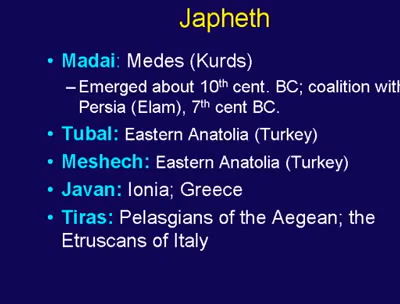 Japheth
• Madai: Medes (Kurds)
– Emerged about 10th cent. BC; coalition with
Persia (Elam), 7th cent BC.
• Tubal: Eastern Anatolia (Turkey)
• Meshech: Eastern Anatolia (Turkey)
• Javan: Ionia; Greece
• Tiras: Pelasgians of the Aegean; the
Etruscans of Italy